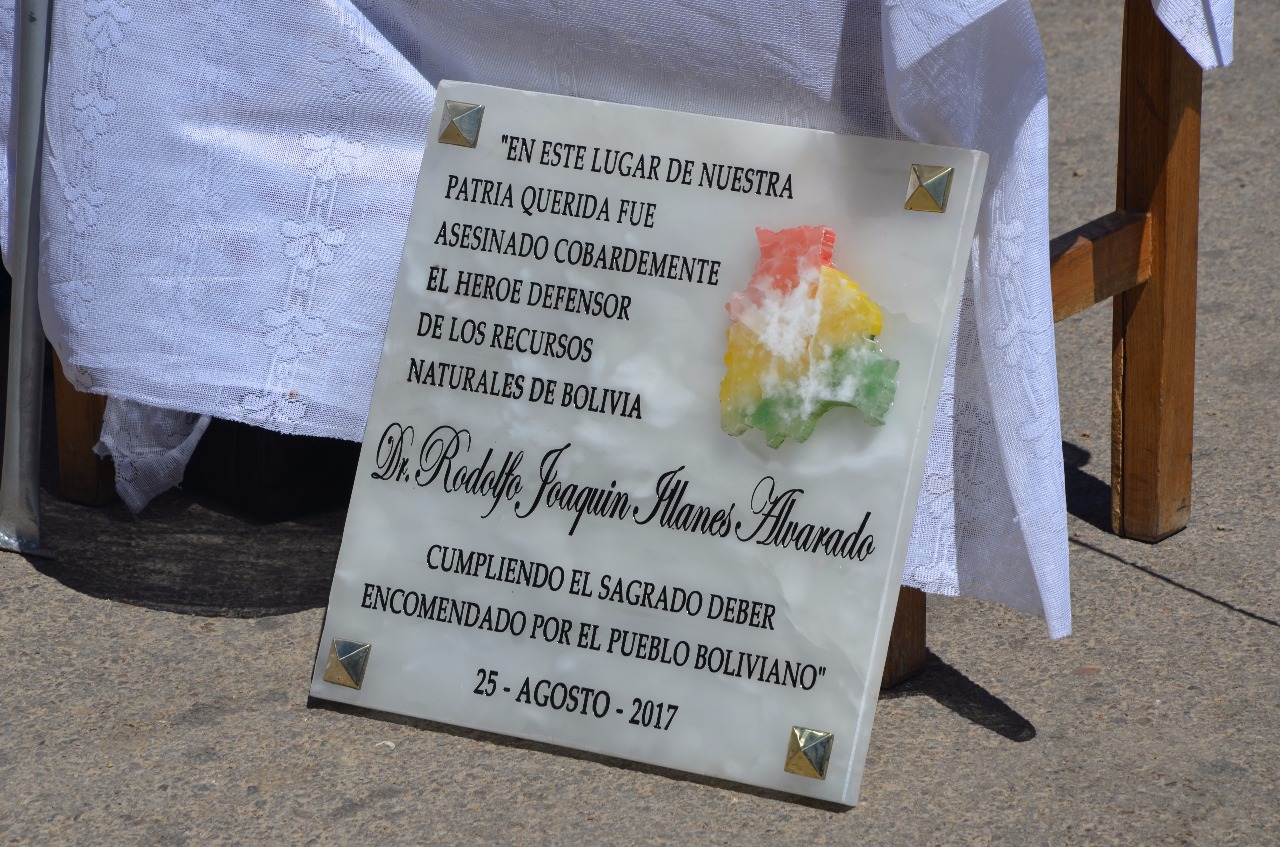 "EN ESTE LUGAR DE NUESTRA
PATRIA QUERIDA FUE
ASESINADO COBARDEMENTE
EL HEROE DEFENSOR
DE LOS RECURSOS
NATURALES DE BOLIVIA
Dr. Rodolfo Joaquin Illanes Alvarado
CUMPLIENDO EL SAGRADO DEBER
ENCOMENDADO POR EL PUEBLO BOLIVIANO"
25 - AGOSTO - 2017